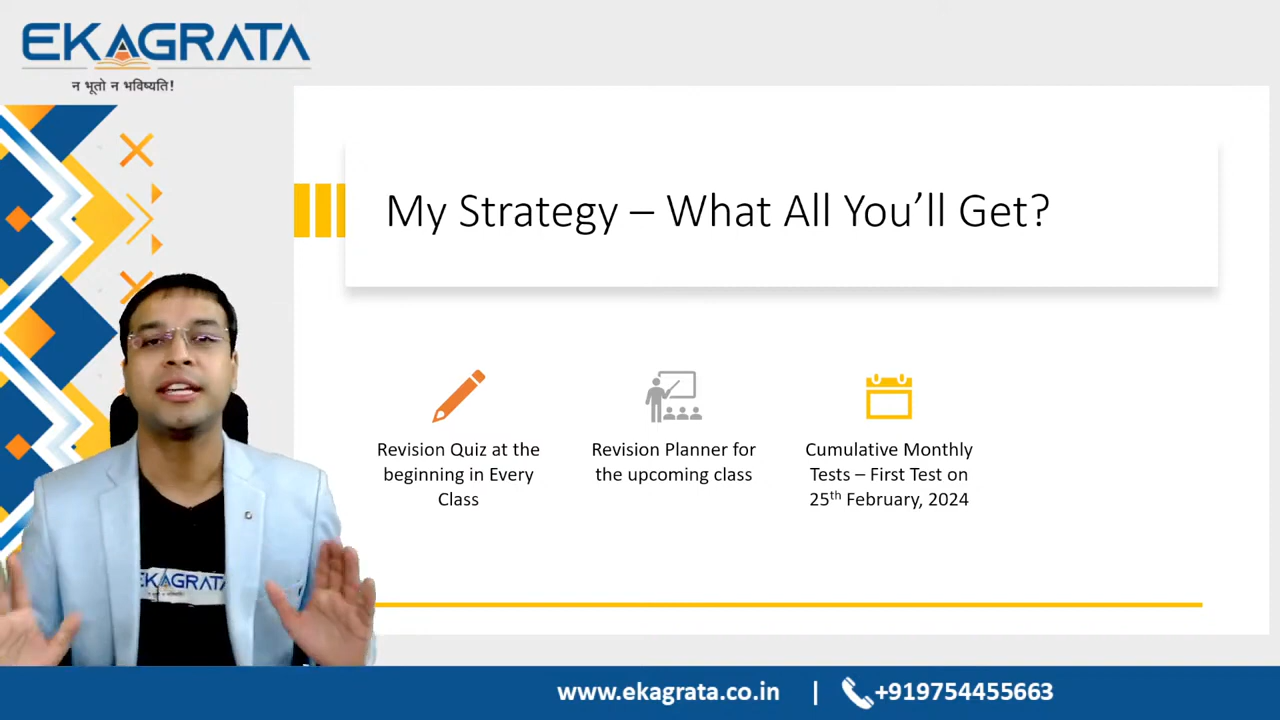 EKAGRATA
न भूतो न भविष्यति!
My Strategy – What All You’ll Get?
Revision Quiz at the
beginning in Every
Class
Revision Planner for
the upcoming class
Cumulative Monthly
Tests – First Test on
25th February, 2024
EKAGRATA
www.ekagrata.co.in | +919754455663